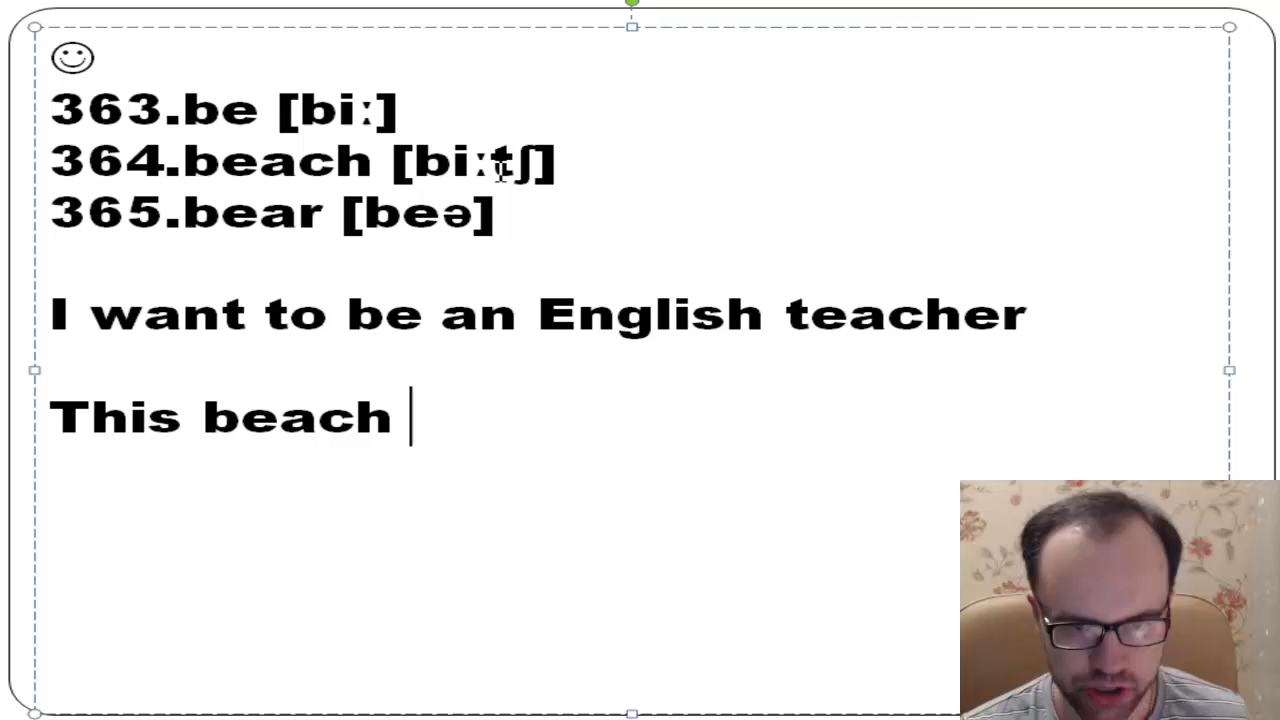 363.be [biː]
364.beach [biːtʃ]
365.bear [beə]
I want to be an English teacher
This beach